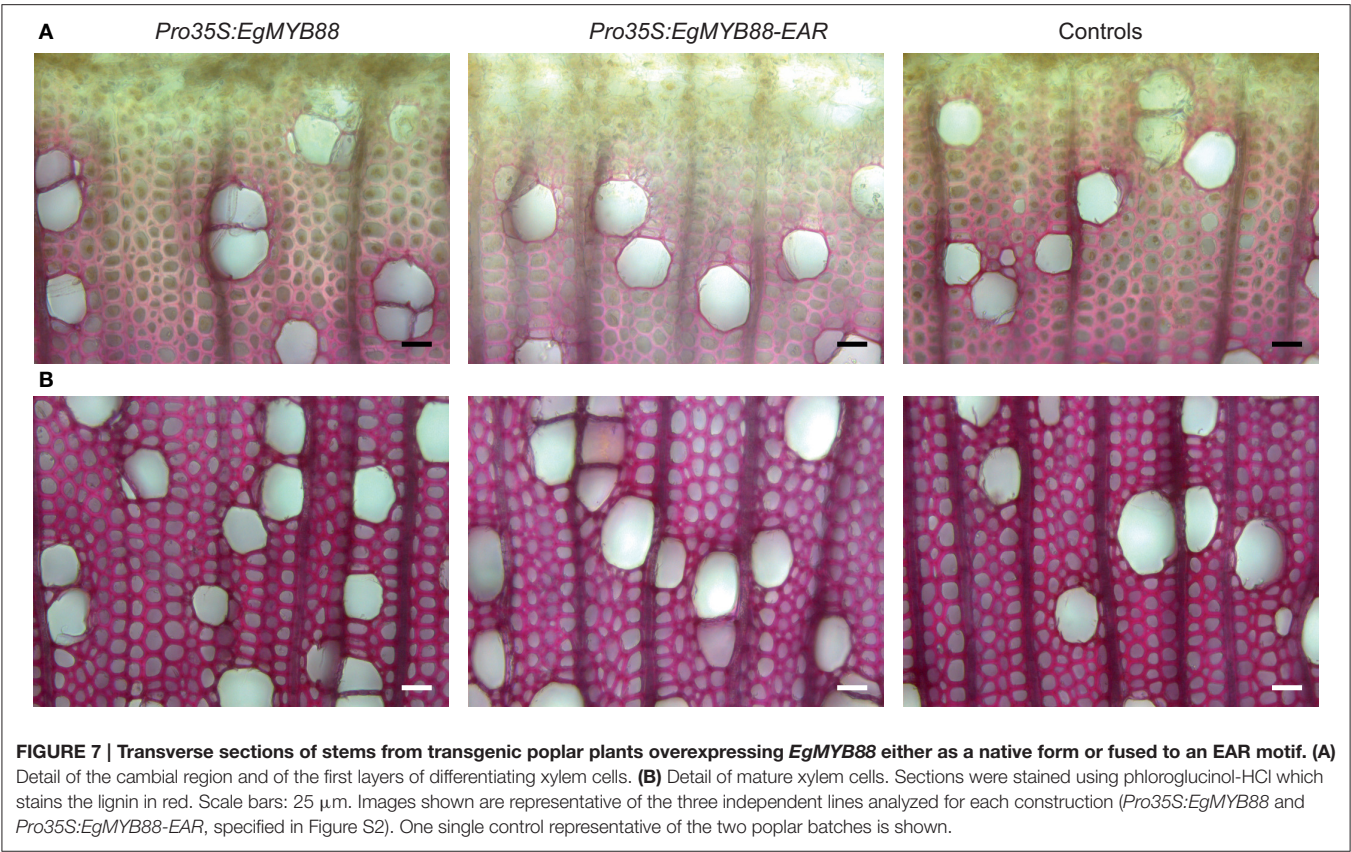 A Pro35S:EgMYB88 Pro35S:EgMYB88-EAR Controls
B
FIGURE 7 | Transverse sections of stems from transgenic poplar plants overexpressing EgMYB88 either as a native form or fused to an EAR motif. (A)
Detail of the cambial region and of the first layers of differentiating xylem cells. (B) Detail of mature xylem cells. Sections were stained using phloroglucinol-HCl which
stains the lignin in red. Scale bars: 25 μm. Images shown are representative of the three independent lines analyzed for each construction (Pro35S:EgMYB88 and
Pro35S:EgMYB88-EAR, specified in Figure S2). One single control representative of the two poplar batches is shown.